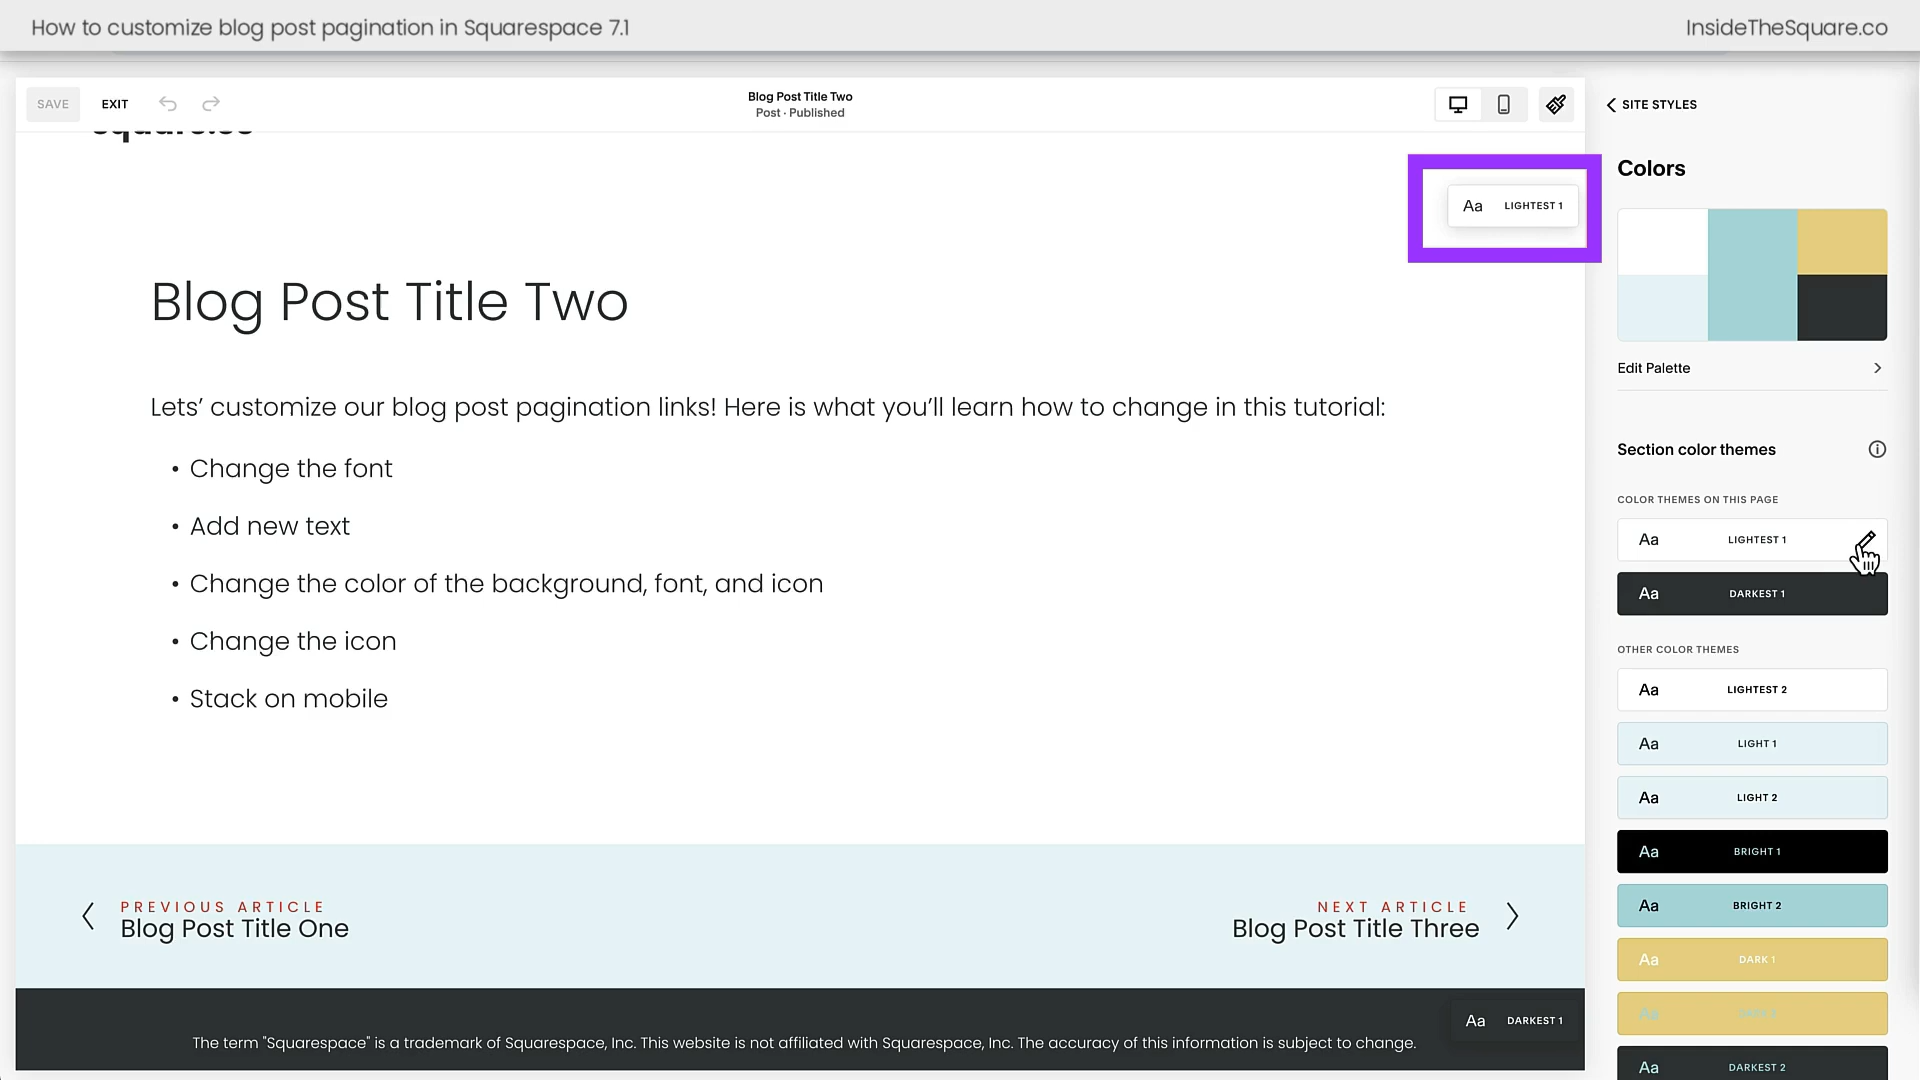 How to customize blog post pagination in Squarespace 7.1
InsideTheSquare.co
SAVE
EXIT
Blog Post Title Two
Post · Published
SITE STYLES
square.co
Aa LIGHTEST 1
Colors
Blog Post Title Two
Edit Palette
Lets’ customize our blog post pagination links! Here is what you’ll learn how to change in this tutorial:
• Change the font
• Add new text
• Change the color of the background, font, and icon
• Change the icon
• Stack on mobile
Section color themes
COLOR THEMES ON THIS PAGE
Aa LIGHTEST 1
Aa DARKEST 1
OTHER COLOR THEMES
Aa LIGHTEST 2
Aa LIGHT 1
Aa LIGHT 2
Aa BRIGHT 1
Aa BRIGHT 2
Aa DARK 1
Aa
Aa DARKEST 2
PREVIOUS ARTICLE
Blog Post Title One
NEXT ARTICLE
Blog Post Title Three
Aa DARKEST 1
The term "Squarespace" is a trademark of Squarespace, Inc. This website is not affiliated with Squarespace, Inc. The accuracy of this information is subject to change.